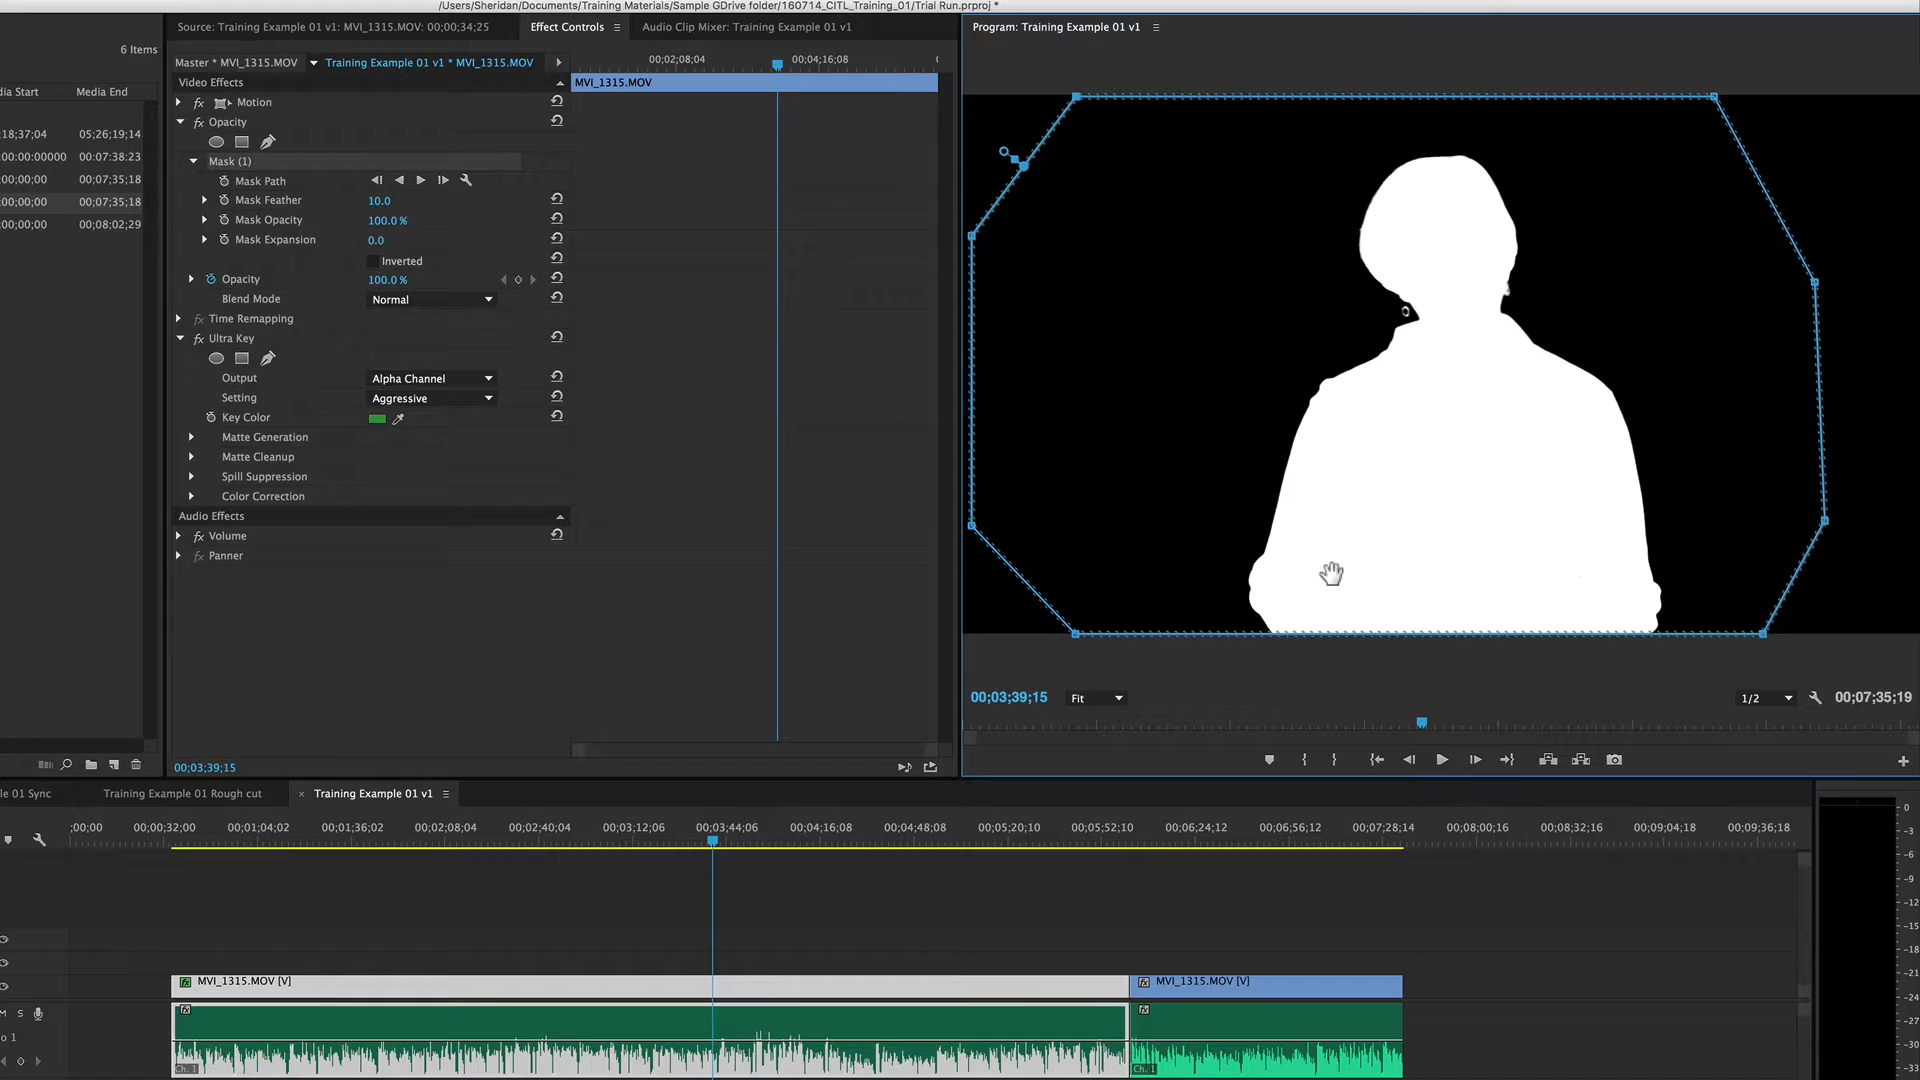 /Users/Sheridan/Documents/Training Materials/Sample GDrive folder/160714_CITL_Training_01/Trial Run.prproj *
Source: Training Example 01 v1: MVI_1315.MOV: 00;00;34;25
Effect Controls
Audio Clip Mixer: Training Example 01 v1
Program: Training Example 01 v1
6 Items
Master * MVI_1315.MOV
Training Example 01 v1 * MVI_1315.MOV
00;02;08;04
00;04;16;08
Video Effects
MVI_1315.MOV
dia Start
Media End
Motion
Opacity
Mask (1)
;18;37;04
05;26;19;14
:00:00:00000
00:07:38:23
;00;00;00
00;07;35;18
;00;00;00
00;07;35;18
;00;00;00
00;08;02;29
Mask Path
Mask Feather
10.0
Mask Opacity
100.0 %
Mask Expansion
0.0
Inverted
Opacity
100.0 %
Blend Mode
Normal
Time Remapping
Ultra Key
Output
Alpha Channel
Setting
Aggressive
Key Color
Matte Generation
Matte Cleanup
Spill Suppression
Color Correction
Audio Effects
Volume
Panner
00;03;39;15
Fit
1/2
00;07;35;19
00;03;39;15
le 01 Sync
Training Example 01 Rough cut
× Training Example 01 v1
;00;00
00;00;32;00
00;01;04;02
00;01;36;02
00;02;08;04
00;02;40;04
00;03;12;06
00;03;44;06
00;04;16;08
00;04;48;08
00;05;20;10
00;05;52;10
00;06;24;12
00;06;56;12
00;07;28;14
00;08;00;16
00;08;32;16
00;09;04;18
00;09;36;18
MVI_1315.MOV [V]
MVI_1315.MOV [V]
M S
o 1
Ch. 1
Ch. 1
0
-3
-6
-9
-12
-15
-18
-21
-24
-27
-30
-33